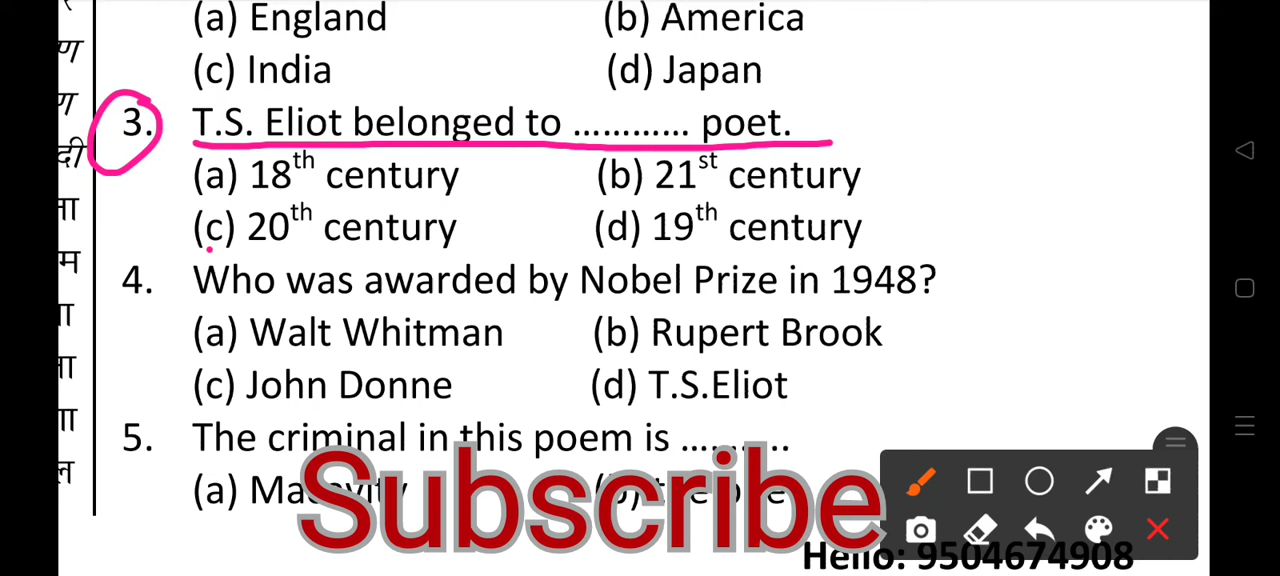 (a) England (b) America
(c) India (d) Japan
3. T.S. Eliot belonged to ............ poet.
(a) 18th century (b) 21st century
(c) 20th century (d) 19th century
4. Who was awarded by Nobel Prize in 1948?
(a) Walt Whitman (b) Rupert Brook
(c) John Donne (d) T.S.Eliot
5. The criminal in this poem is ...........
(a) Macavity (b)
Subscribe
Hello: 9504674908